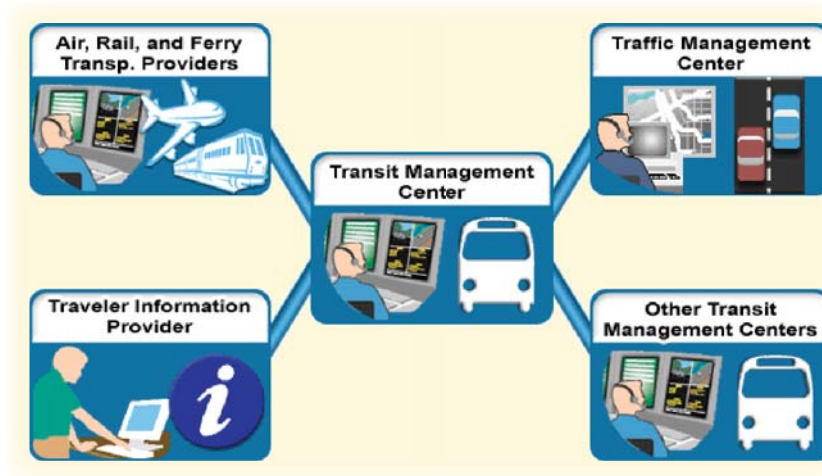 Air, Rail, and Ferry
Transp. Providers
Traffic Management
Center
Transit Management
Center
Traveler Information
Provider
i
Other Transit
Management Centers